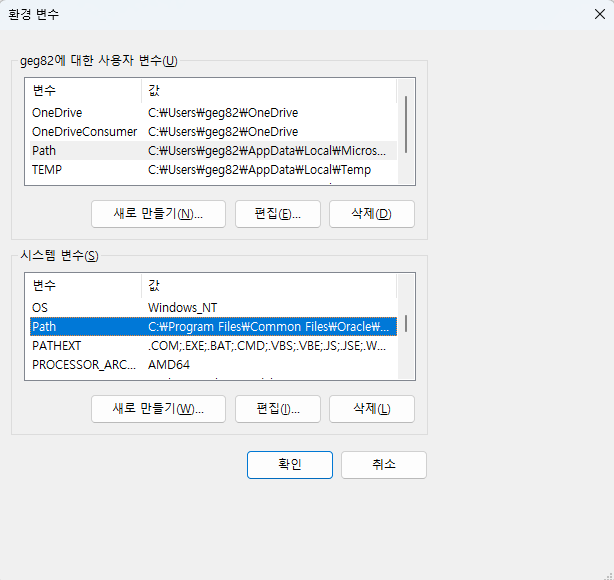 환경 변수
geg82에 대한 사용자 변수(U)
변수 값
OneDrive C:₩Users₩geg82₩OneDrive
OneDriveConsumer C:₩Users₩geg82₩OneDrive
Path C:₩Users₩geg82₩AppData₩Local₩Micros...
TEMP C:₩Users₩geg82₩AppData₩Local₩Temp
새로 만들기(N)... 편집(E)... 삭제(D)
시스템 변수(S)
변수 값
OS Windows_NT
Path C:₩Program Files₩Common Files₩Oracle₩...
PATHEXT .COM;.EXE;.BAT;.CMD;.VBS;.VBE;.JS;.JSE;.W...
PROCESSOR_ARC... AMD64
새로 만들기(W)... 편집(I)... 삭제(L)
확인 취소